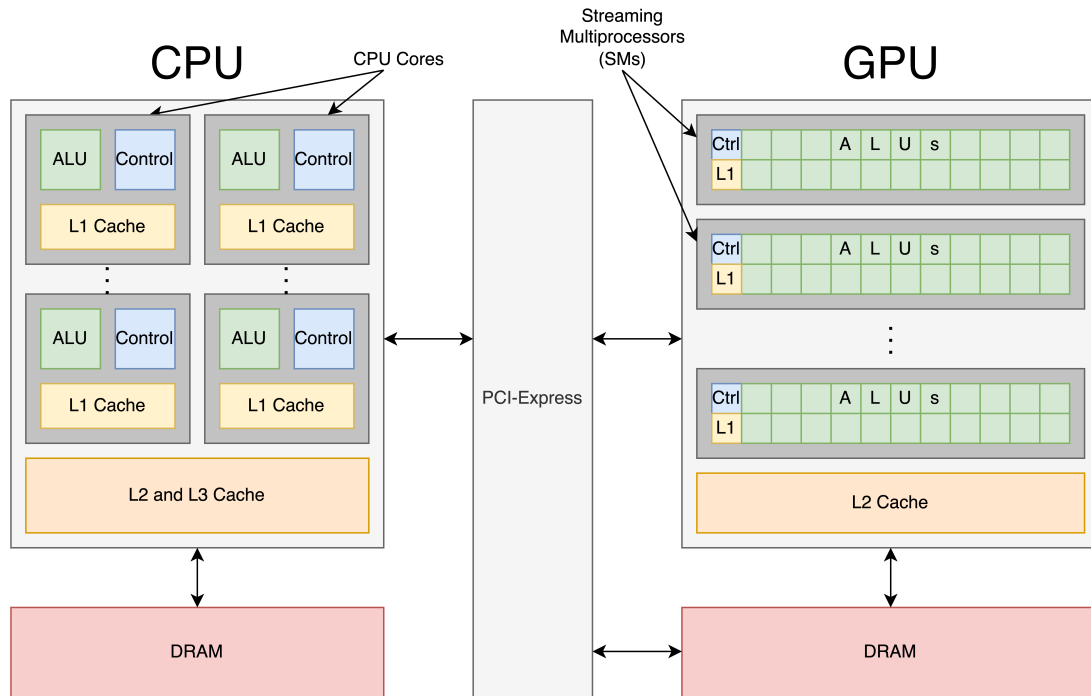 Streaming
Multiprocessors
(SMs)
CPU
CPU Cores
GPU
ALU
Control
L1 Cache
ALU
Control
L1 Cache
ALU
Control
L1 Cache
ALU
Control
L1 Cache
L2 and L3 Cache
DRAM
PCI-Express
Ctrl A L U s
L1
Ctrl A L U s
L1
Ctrl A L U s
L1
L2 Cache
DRAM